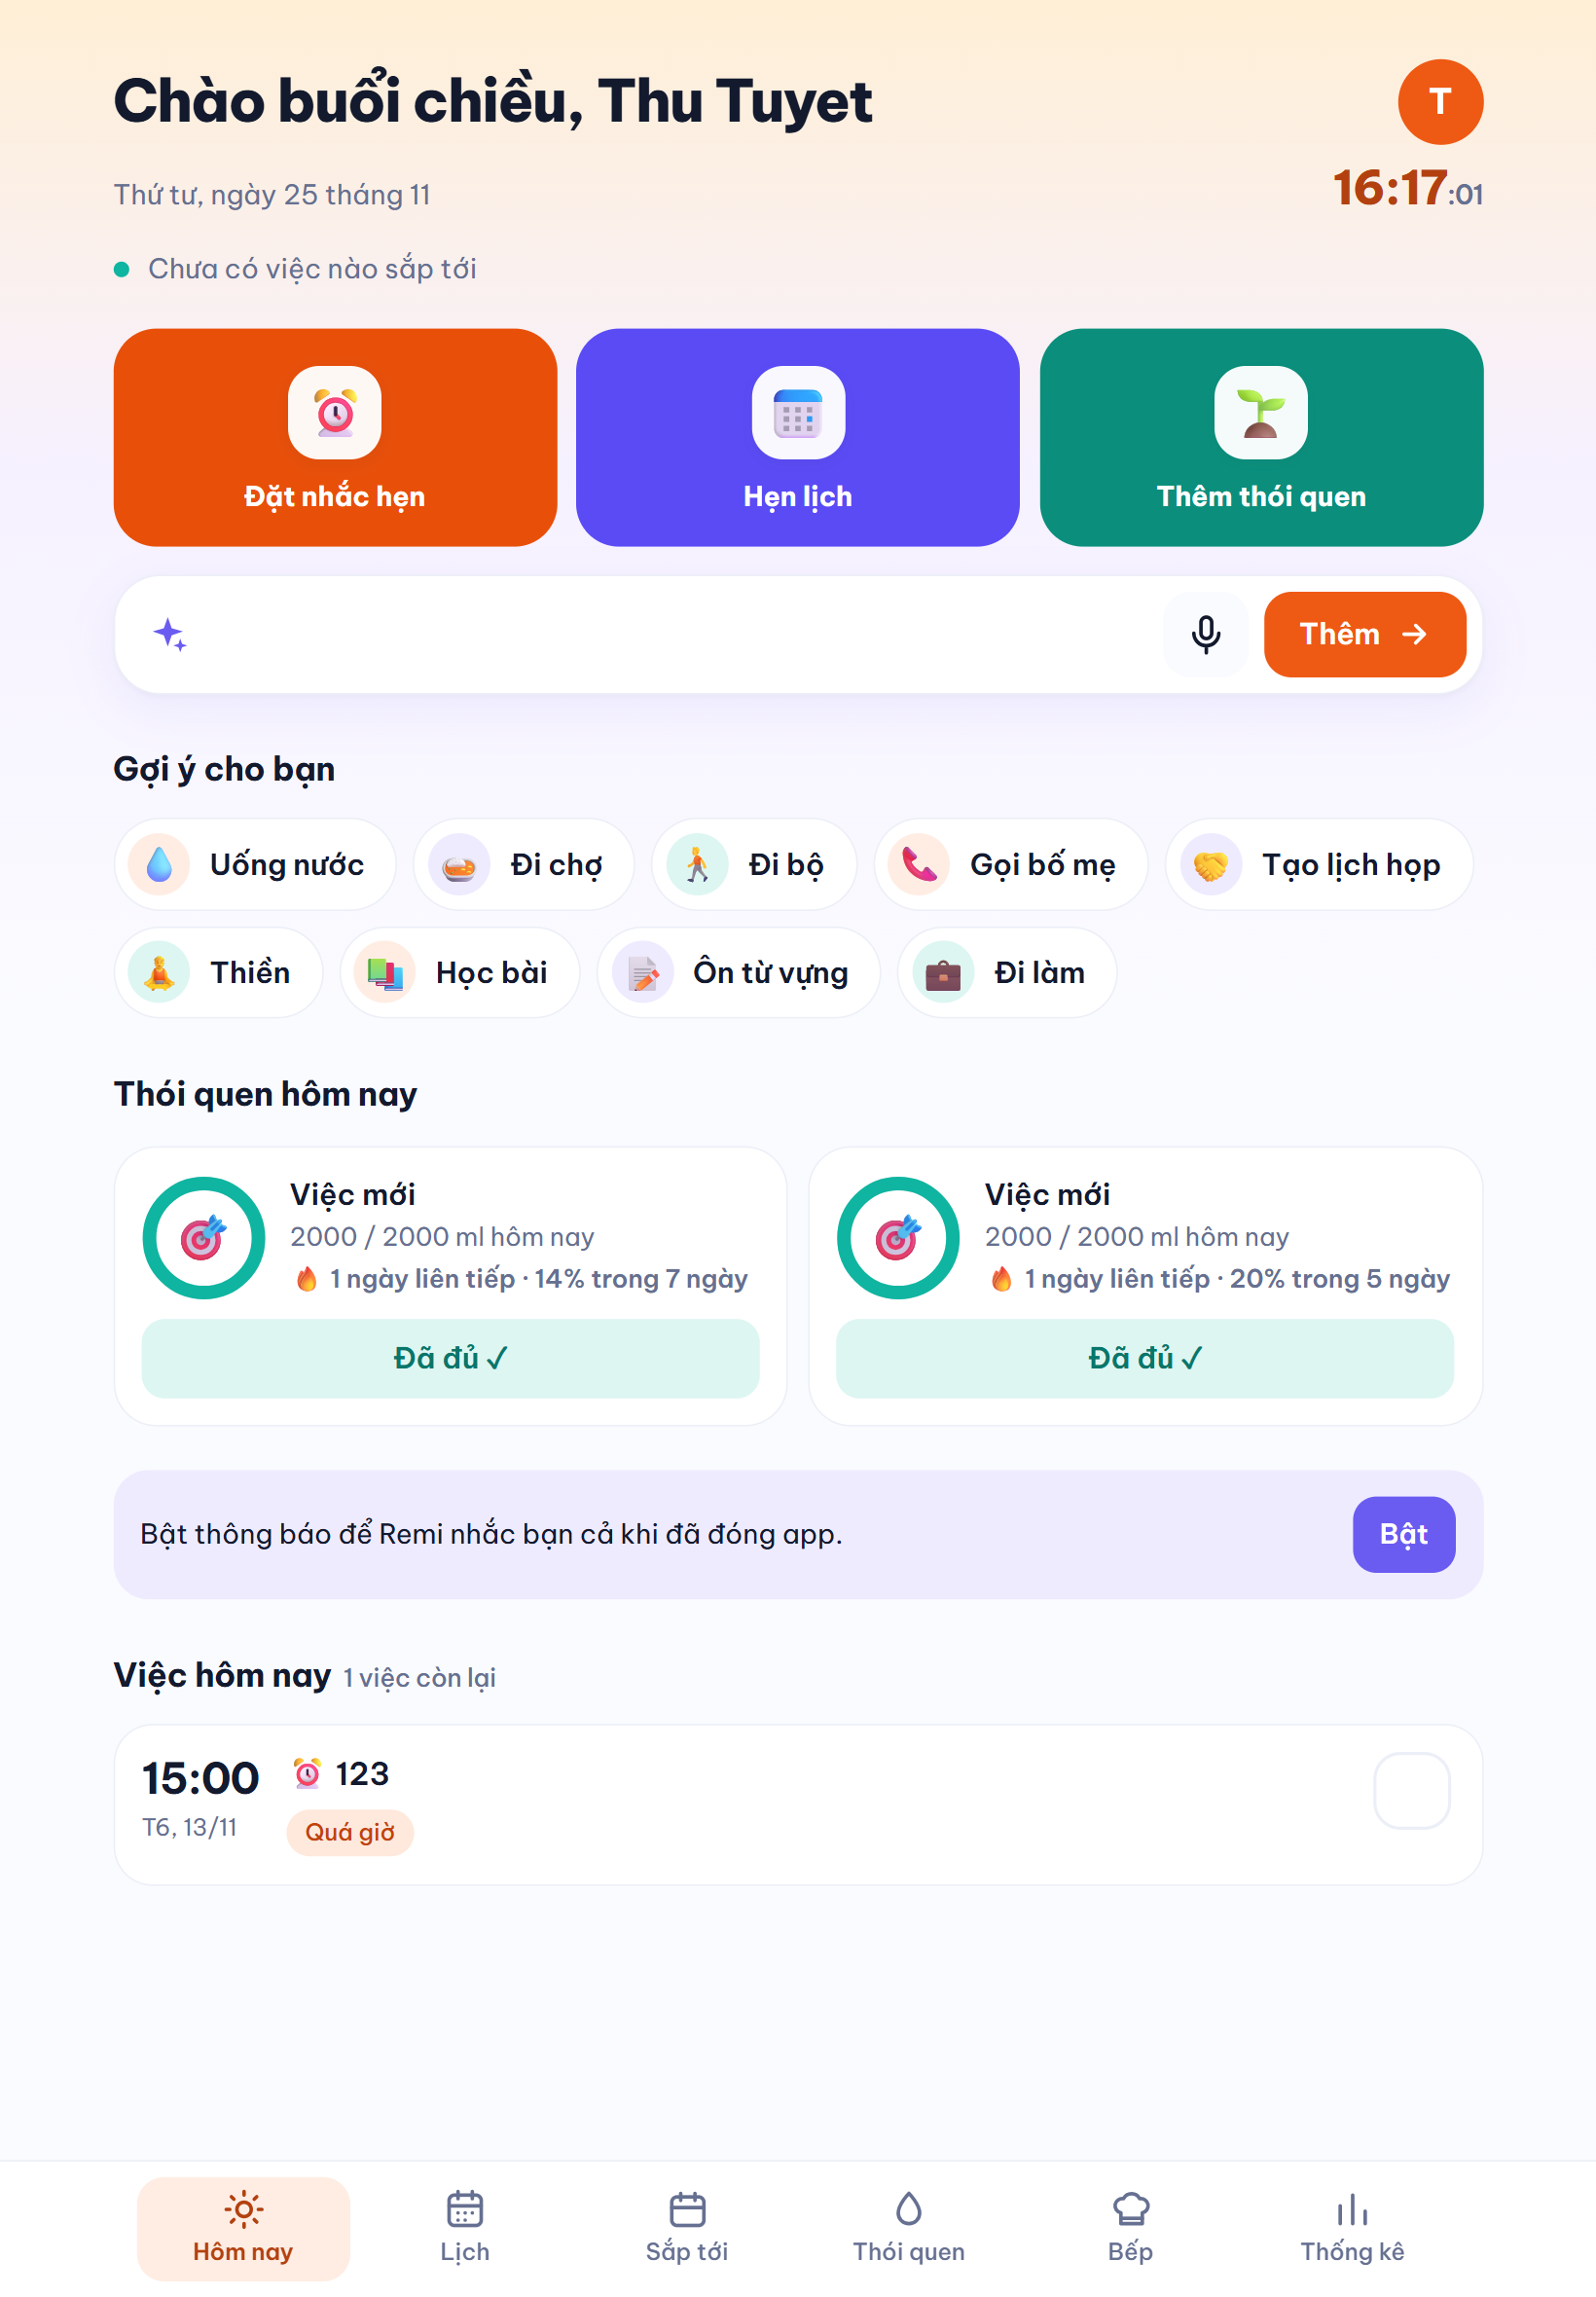 Chào buổi chiều, Thu Tuyet
T
Thứ tư, ngày 25 tháng 11
16:17:01
Chưa có việc nào sắp tới
Đặt nhắc hẹn
Hẹn lịch
Thêm thói quen
Thêm →
Gợi ý cho bạn
Uống nước
Đi chợ
Đi bộ
Gọi bố mẹ
Tạo lịch họp
Thiền
Học bài
Ôn từ vựng
Đi làm
Thói quen hôm nay
Việc mới
2000 / 2000 ml hôm nay
🔥 1 ngày liên tiếp · 14% trong 7 ngày
Đã đủ ✓
Việc mới
2000 / 2000 ml hôm nay
🔥 1 ngày liên tiếp · 20% trong 5 ngày
Đã đủ ✓
Bật thông báo để Remi nhắc bạn cả khi đã đóng app.
Bật
Việc hôm nay 1 việc còn lại
15:00
T6, 13/11
⏰ 123
Quá giờ
Hôm nay
Lịch
Sắp tới
Thói quen
Bếp
Thống kê